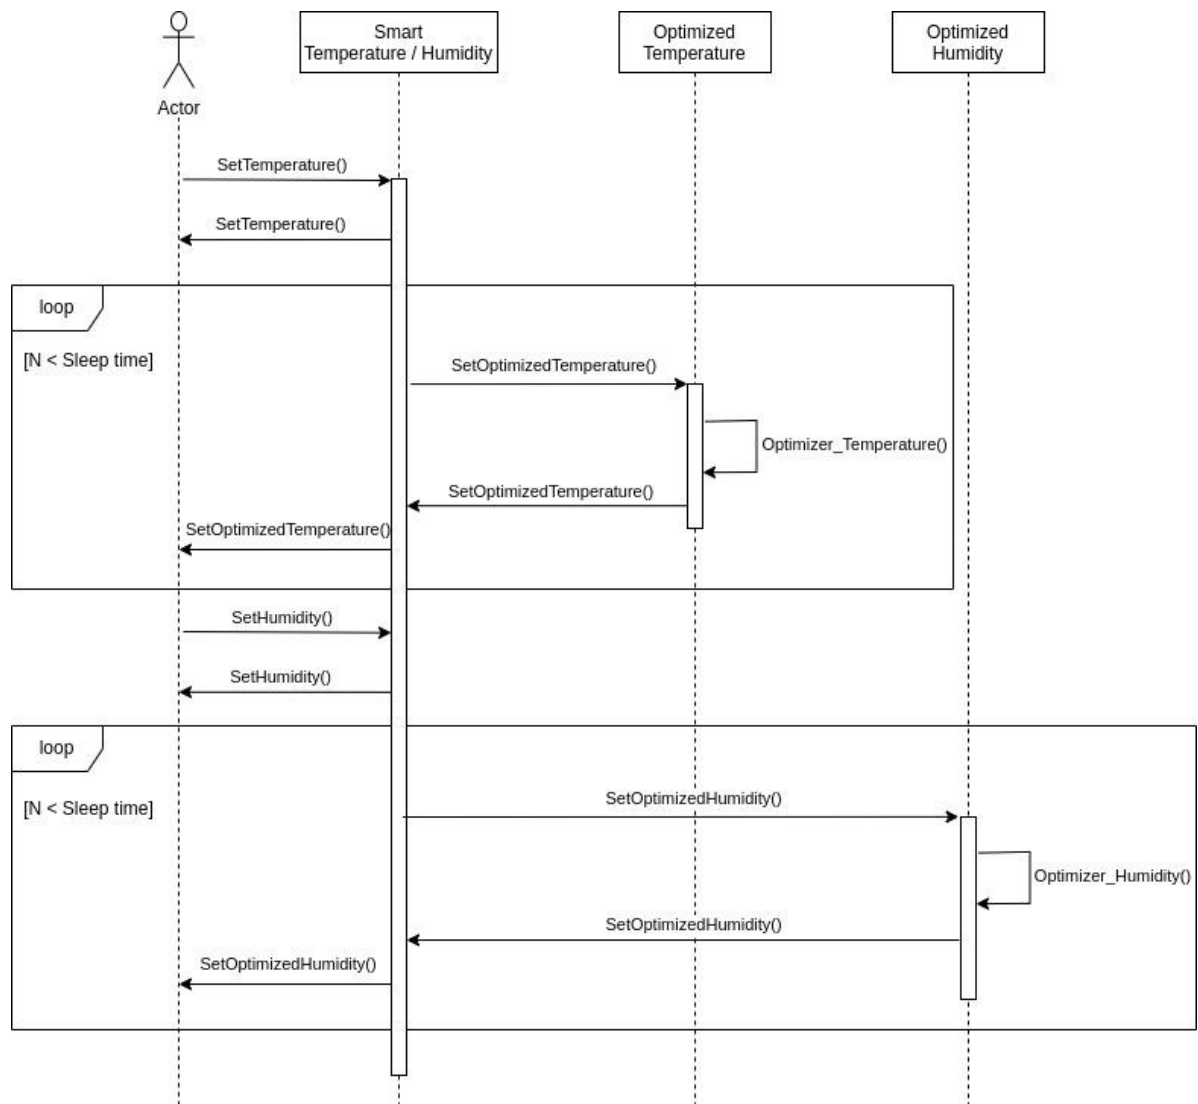 Smart
Temperature / Humidity
Optimized
Temperature
Optimized
Humidity
Actor
SetTemperature()
SetTemperature()
loop
[N < Sleep time]
SetOptimizedTemperature()
Optimizer_Temperature()
SetOptimizedTemperature()
SetOptimizedTemperature()
SetHumidity()
SetHumidity()
loop
[N < Sleep time]
SetOptimizedHumidity()
Optimizer_Humidity()
SetOptimizedHumidity()
SetOptimizedHumidity()